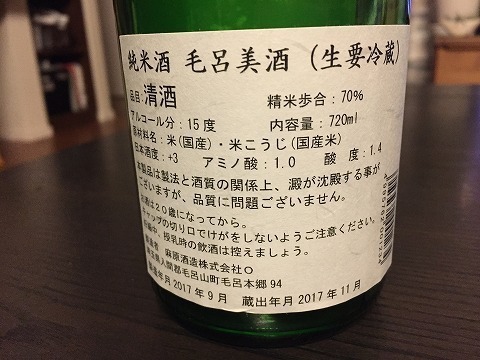 純米酒 毛呂美酒 (生要冷蔵)
品目:清酒 精米歩合:70%
アルコール分:15度 内容量:720ml
原材料名:米(国産)・米こうじ(国産米)
日本酒度:+3 アミノ酸:1.0 酸 度:1.4
本製品は製法と酒質の関係上、澱が沈殿する事が
ございますが、品質に問題ございません。
は20歳になってから。
キャップの切り口でけがをしないようご注意ください。
中、授乳時の飲酒は控えましょう。
麻原酒造株式会社O
入間郡毛呂山町毛呂本郷94
年月2017年9月 蔵出年月2017年11月